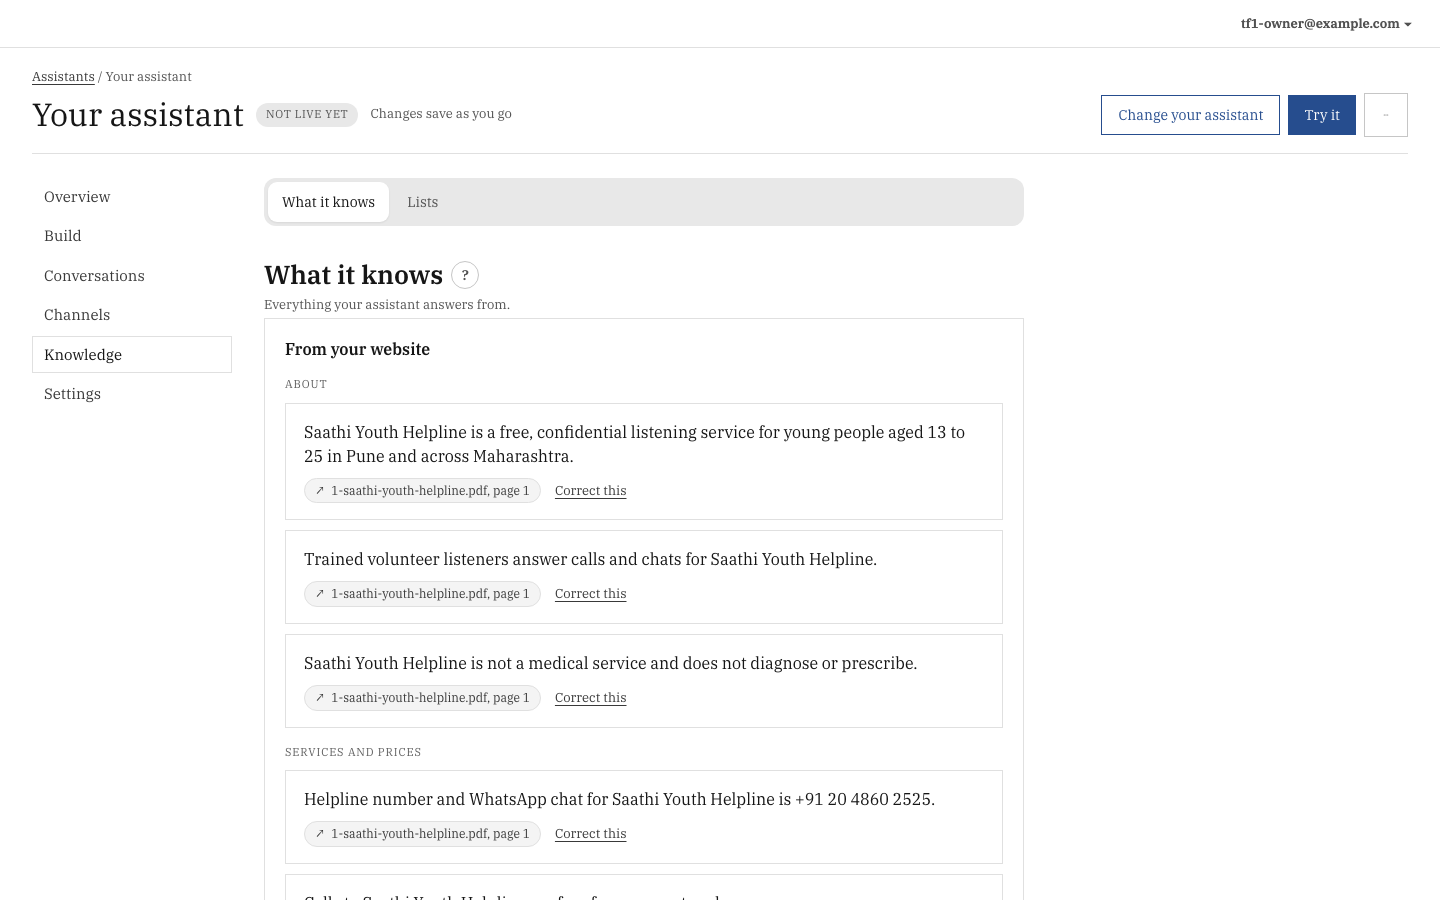 tf1-owner@example.com
Assistants / Your assistant
Your assistant
NOT LIVE YET
Changes save as you go
Change your assistant
Try it
Overview
Build
Conversations
Channels
Knowledge
Settings
What it knows
Lists
What it knows
?
Everything your assistant answers from.
From your website
ABOUT
Saathi Youth Helpline is a free, confidential listening service for young people aged 13 to
25 in Pune and across Maharashtra.
↗ 1-saathi-youth-helpline.pdf, page 1
Correct this
Trained volunteer listeners answer calls and chats for Saathi Youth Helpline.
↗ 1-saathi-youth-helpline.pdf, page 1
Correct this
Saathi Youth Helpline is not a medical service and does not diagnose or prescribe.
↗ 1-saathi-youth-helpline.pdf, page 1
Correct this
SERVICES AND PRICES
Helpline number and WhatsApp chat for Saathi Youth Helpline is +91 20 4860 2525.
↗ 1-saathi-youth-helpline.pdf, page 1
Correct this